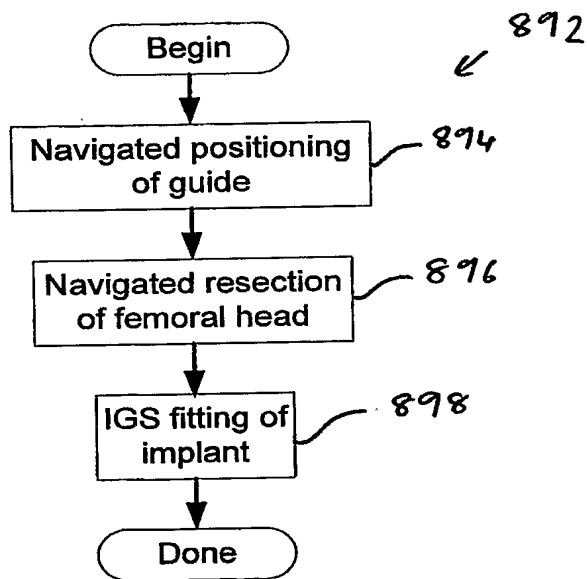 892
Begin
Navigated positioning
of guide
894
Navigated resection
of femoral head
896
IGS fitting of
implant
898
Done